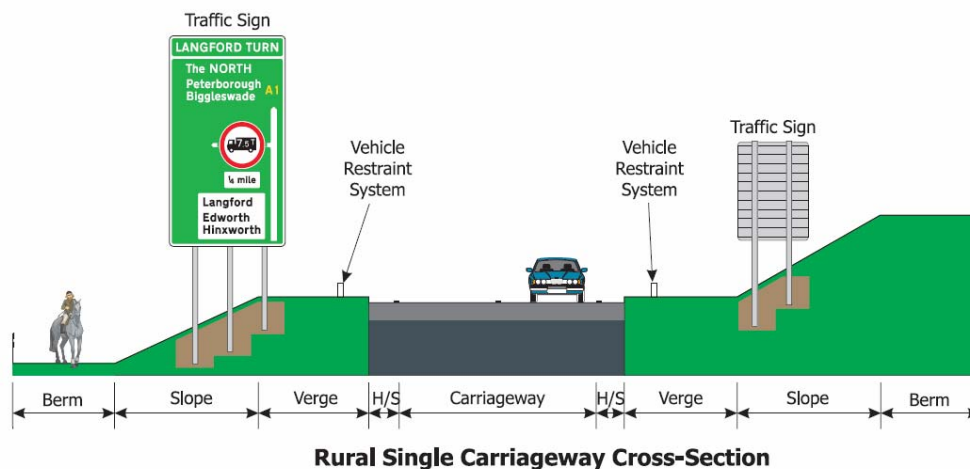 Traffic Sign
LANGFORD TURN
The NORTH
Peterborough
Biggleswade
A1
7.5T
¼ mile
Langford
Edworth
Hinxworth
Vehicle
Restraint
System
Vehicle
Restraint
System
Traffic Sign
Berm
Slope
Verge
H/S
Carriageway
H/S
Verge
Slope
Berm
Rural Single Carriageway Cross-Section